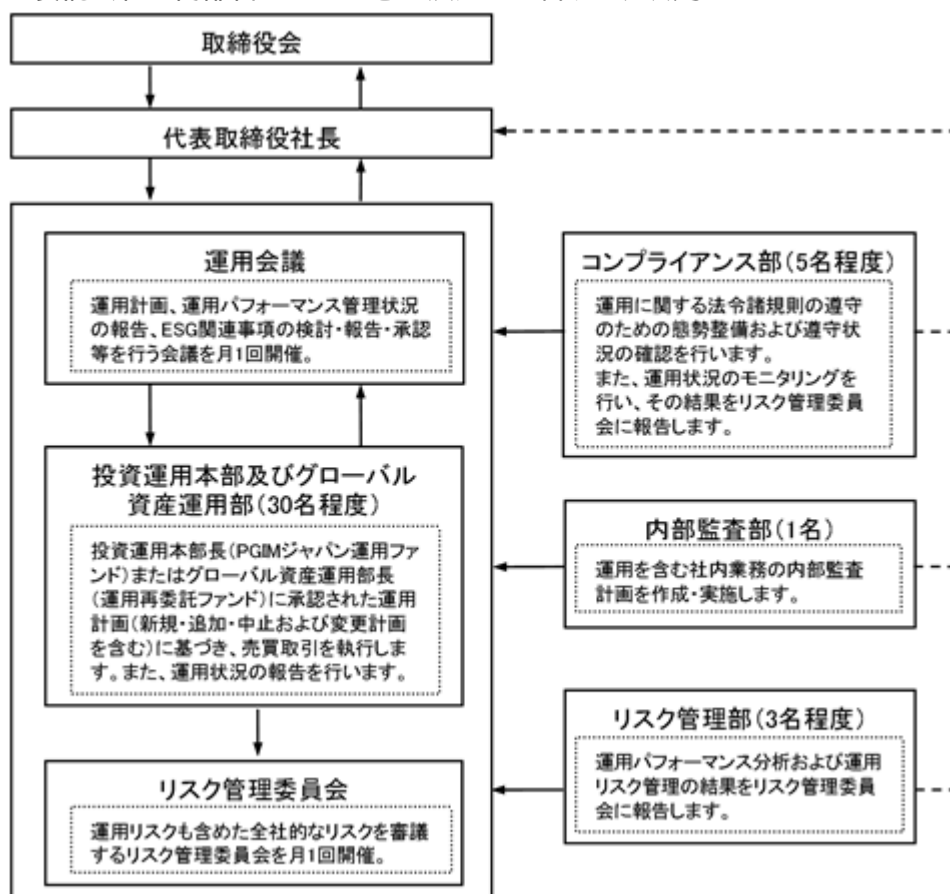 取締役会
代表取締役社長
運用会議
運用計画、運用パフォーマンス管理状況
の報告、ESG関連事項の検討・報告・承認
等を行う会議を月1回開催。
投資運用本部及びグローバル
資産運用部(30名程度)
投資運用本部長(PGIMジャパン運用ファ
ンド)またはグローバル資産運用部長
(運用再委託ファンド)に承認された運用
計画(新規・追加・中止および変更計画
を含む)に基づき、売買取引を執行しま
す。また、運用状況の報告を行います。
リスク管理委員会
運用リスクも含めた全社的なリスクを審議
するリスク管理委員会を月1回開催。
コンプライアンス部(5名程度)
運用に関する法令諸規則の遵守
のための態勢整備および遵守状
況の確認を行います。
また、運用状況のモニタリングを
行い、その結果をリスク管理委員
会に報告します。
内部監査部(1名)
運用を含む社内業務の内部監査
計画を作成・実施します。
リスク管理部(3名程度)
運用パフォーマンス分析および運用
リスク管理の結果をリスク管理委員
会に報告します。